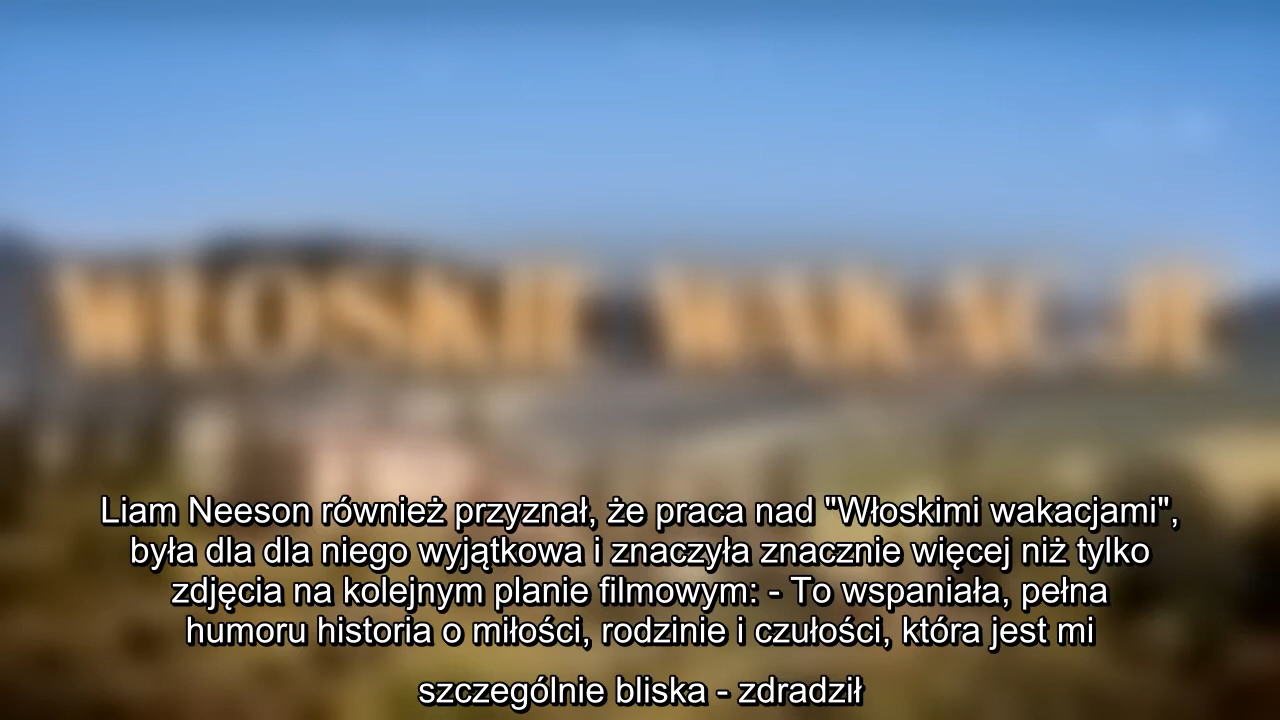 WŁOSKIE WAKACJE
Liam Neeson również przyznał, że praca nad "Włoskimi wakacjami",
była dla dla niego wyjątkowa i znaczyła znacznie więcej niż tylko
zdjęcia na kolejnym planie filmowym: - To wspaniała, pełna
humoru historia o miłości, rodzinie i czułości, która jest mi
szczególnie bliska - zdradził